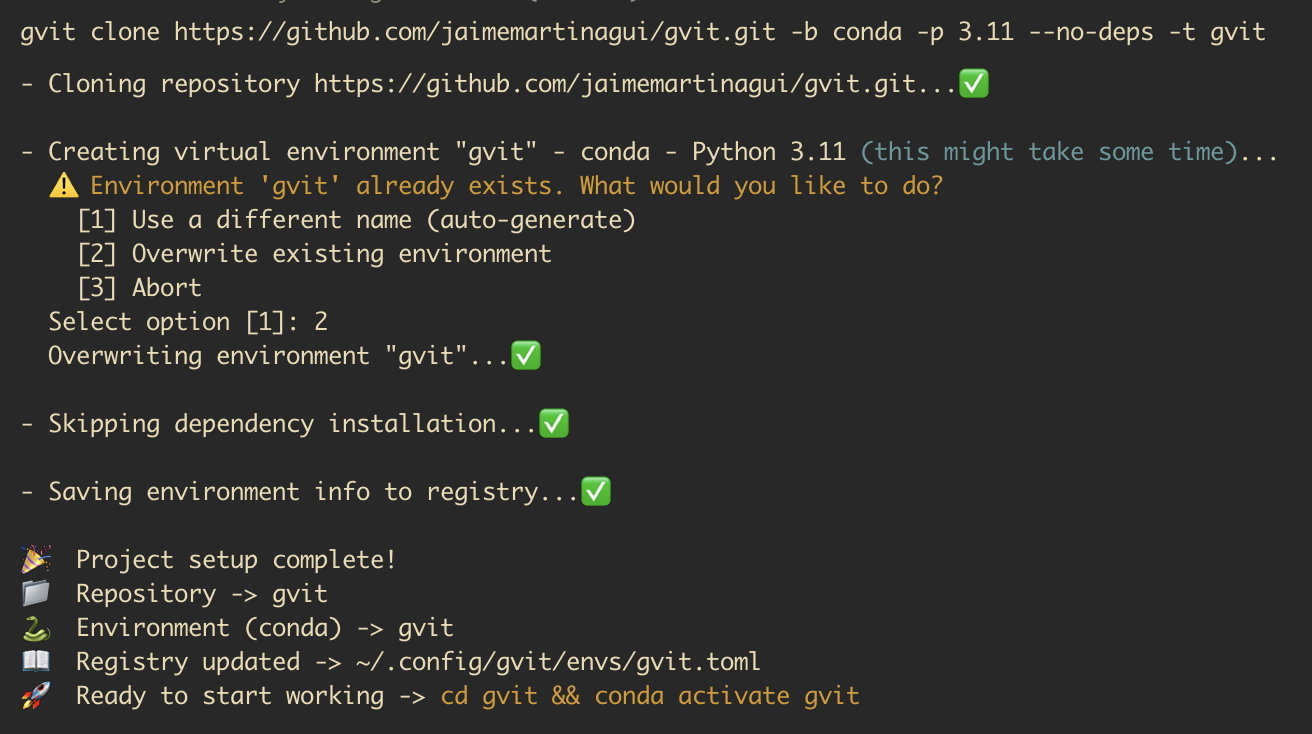 gvit clone https://github.com/jaimemartinagui/gvit.git -b conda -p 3.11 --no-deps -t gvit
- Cloning repository https://github.com/jaimemartinagui/gvit.git...✅
- Creating virtual environment "gvit" - conda - Python 3.11 (this might take some time)...
⚠️ Environment 'gvit' already exists. What would you like to do?
[1] Use a different name (auto-generate)
[2] Overwrite existing environment
[3] Abort
Select option [1]: 2
Overwriting environment "gvit"...✅
- Skipping dependency installation...✅
- Saving environment info to registry...✅
🎉 Project setup complete!
📁 Repository -> gvit
🐍 Environment (conda) -> gvit
📖 Registry updated -> ~/.config/gvit/envs/gvit.toml
🚀 Ready to start working -> cd gvit && conda activate gvit